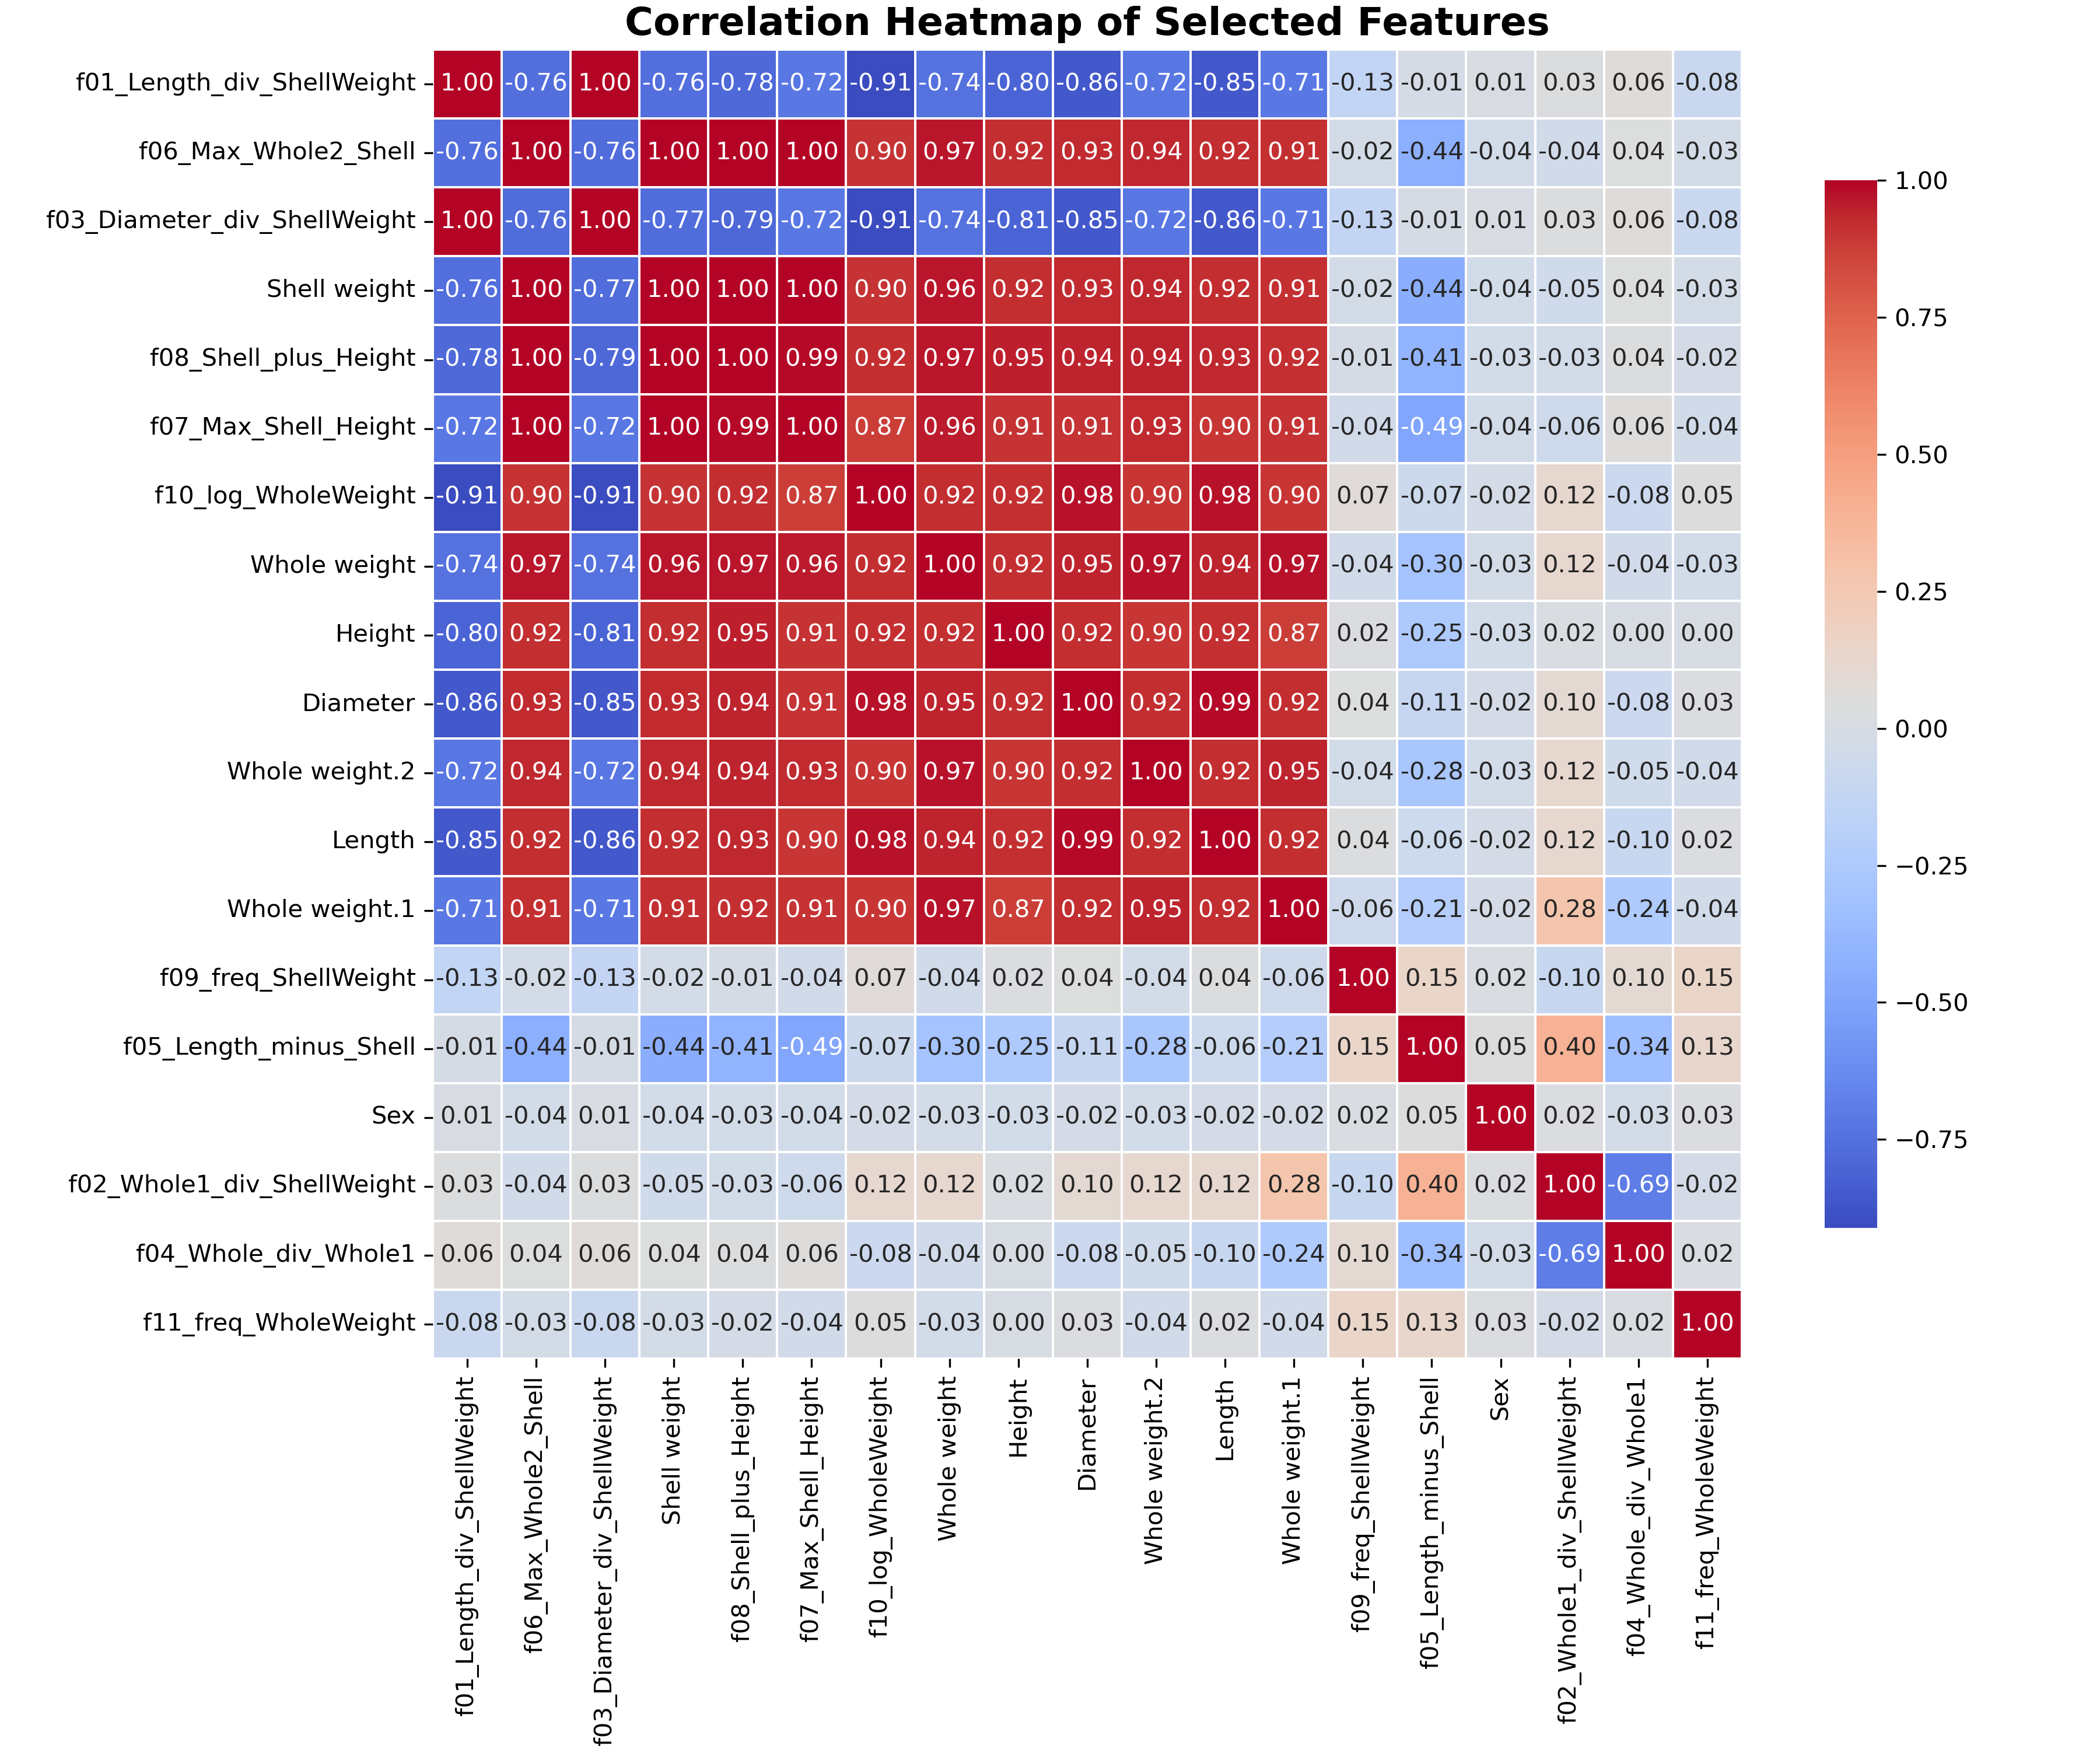 Correlation Heatmap of Selected Features
f01_Length_div_ShellWeight 1.00 -0.76 1.00 -0.76 -0.78 -0.72 -0.91 -0.74 -0.80 -0.86 -0.72 -0.85 -0.71 -0.13 -0.01 0.01 0.03 0.06 -0.08
f06_Max_Whole2_Shell -0.76 1.00 -0.76 1.00 1.00 1.00 0.90 0.97 0.92 0.93 0.94 0.92 0.91 -0.02 -0.44 -0.04 -0.04 0.04 -0.03
f03_Diameter_div_ShellWeight 1.00 -0.76 1.00 -0.77 -0.79 -0.72 -0.91 -0.74 -0.81 -0.85 -0.72 -0.86 -0.71 -0.13 -0.01 0.01 0.03 0.06 -0.08
Shell weight -0.76 1.00 -0.77 1.00 1.00 1.00 0.90 0.96 0.92 0.93 0.94 0.92 0.91 -0.02 -0.44 -0.04 -0.05 0.04 -0.03
f08_Shell_plus_Height -0.78 1.00 -0.79 1.00 1.00 0.99 0.92 0.97 0.95 0.94 0.94 0.93 0.92 -0.01 -0.41 -0.03 -0.03 0.04 -0.02
f07_Max_Shell_Height -0.72 1.00 -0.72 1.00 0.99 1.00 0.87 0.96 0.91 0.91 0.93 0.90 0.91 -0.04 -0.49 -0.04 -0.06 0.06 -0.04
f10_log_WholeWeight -0.91 0.90 -0.91 0.90 0.92 0.87 1.00 0.92 0.92 0.98 0.90 0.98 0.90 0.07 -0.07 -0.02 0.12 -0.08 0.05
Whole weight -0.74 0.97 -0.74 0.96 0.97 0.96 0.92 1.00 0.92 0.95 0.97 0.94 0.97 -0.04 -0.30 -0.03 0.12 -0.04 -0.03
Height -0.80 0.92 -0.81 0.92 0.95 0.91 0.92 0.92 1.00 0.92 0.90 0.92 0.87 0.02 -0.25 -0.03 0.02 0.00 0.00
Diameter -0.86 0.93 -0.85 0.93 0.94 0.91 0.98 0.95 0.92 1.00 0.92 0.99 0.92 0.04 -0.11 -0.02 0.10 -0.08 0.03
Whole weight.2 -0.72 0.94 -0.72 0.94 0.94 0.93 0.90 0.97 0.90 0.92 1.00 0.92 0.95 -0.04 -0.28 -0.03 0.12 -0.05 -0.04
Length -0.85 0.92 -0.86 0.92 0.93 0.90 0.98 0.94 0.92 0.99 0.92 1.00 0.92 0.04 -0.06 -0.02 0.12 -0.10 0.02
Whole weight.1 -0.71 0.91 -0.71 0.91 0.92 0.91 0.90 0.97 0.87 0.92 0.95 0.92 1.00 -0.06 -0.21 -0.02 0.28 -0.24 -0.04
f09_freq_ShellWeight -0.13 -0.02 -0.13 -0.02 -0.01 -0.04 0.07 -0.04 0.02 0.04 -0.04 0.04 -0.06 1.00 0.15 0.02 -0.10 0.10 0.15
f05_Length_minus_Shell -0.01 -0.44 -0.01 -0.44 -0.41 -0.49 -0.07 -0.30 -0.25 -0.11 -0.28 -0.06 -0.21 0.15 1.00 0.05 0.40 -0.34 0.13
Sex 0.01 -0.04 0.01 -0.04 -0.03 -0.04 -0.02 -0.03 -0.03 -0.02 -0.03 -0.02 -0.02 0.02 0.05 1.00 0.02 -0.03 0.03
f02_Whole1_div_ShellWeight 0.03 -0.04 0.03 -0.05 -0.03 -0.06 0.12 0.12 0.02 0.10 0.12 0.12 0.28 -0.10 0.40 0.02 1.00 -0.69 -0.02
f04_Whole_div_Whole1 0.06 0.04 0.06 0.04 0.04 0.06 -0.08 -0.04 0.00 -0.08 -0.05 -0.10 -0.24 0.10 -0.34 -0.03 -0.69 1.00 0.02
f11_freq_WholeWeight -0.08 -0.03 -0.08 -0.03 -0.02 -0.04 0.05 -0.03 0.00 0.03 -0.04 0.02 -0.04 0.15 0.13 0.03 -0.02 0.02 1.00
f01_Length_div_ShellWeight
f06_Max_Whole2_Shell
f03_Diameter_div_ShellWeight
Shell weight
f08_Shell_plus_Height
f07_Max_Shell_Height
f10_log_WholeWeight
Whole weight
Height
Diameter
Whole weight.2
Length
Whole weight.1
f09_freq_ShellWeight
f05_Length_minus_Shell
Sex
f02_Whole1_div_ShellWeight
f04_Whole_div_Whole1
f11_freq_WholeWeight
1.00
0.75
0.50
0.25
0.00
−0.25
−0.50
−0.75